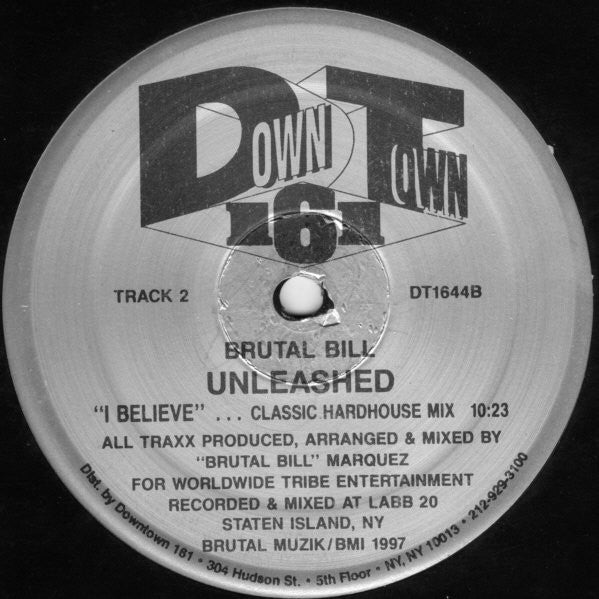 DOWN TOWN
161
TRACK 2
DT1644B
BRUTAL BILL
UNLEASHED
"I BELIEVE" ... CLASSIC HARDHOUSE MIX 10:23
ALL TRAXX PRODUCED, ARRANGED & MIXED BY
"BRUTAL BILL" MARQUEZ
FOR WORLDWIDE TRIBE ENTERTAINMENT
RECORDED & MIXED AT LABB 20
STATEN ISLAND, NY
BRUTAL MUZIK/BMI 1997
Dist. by Downtown 161 • 304 Hudson St. • 5th Floor • NY, NY 10013 • 212-929-3100